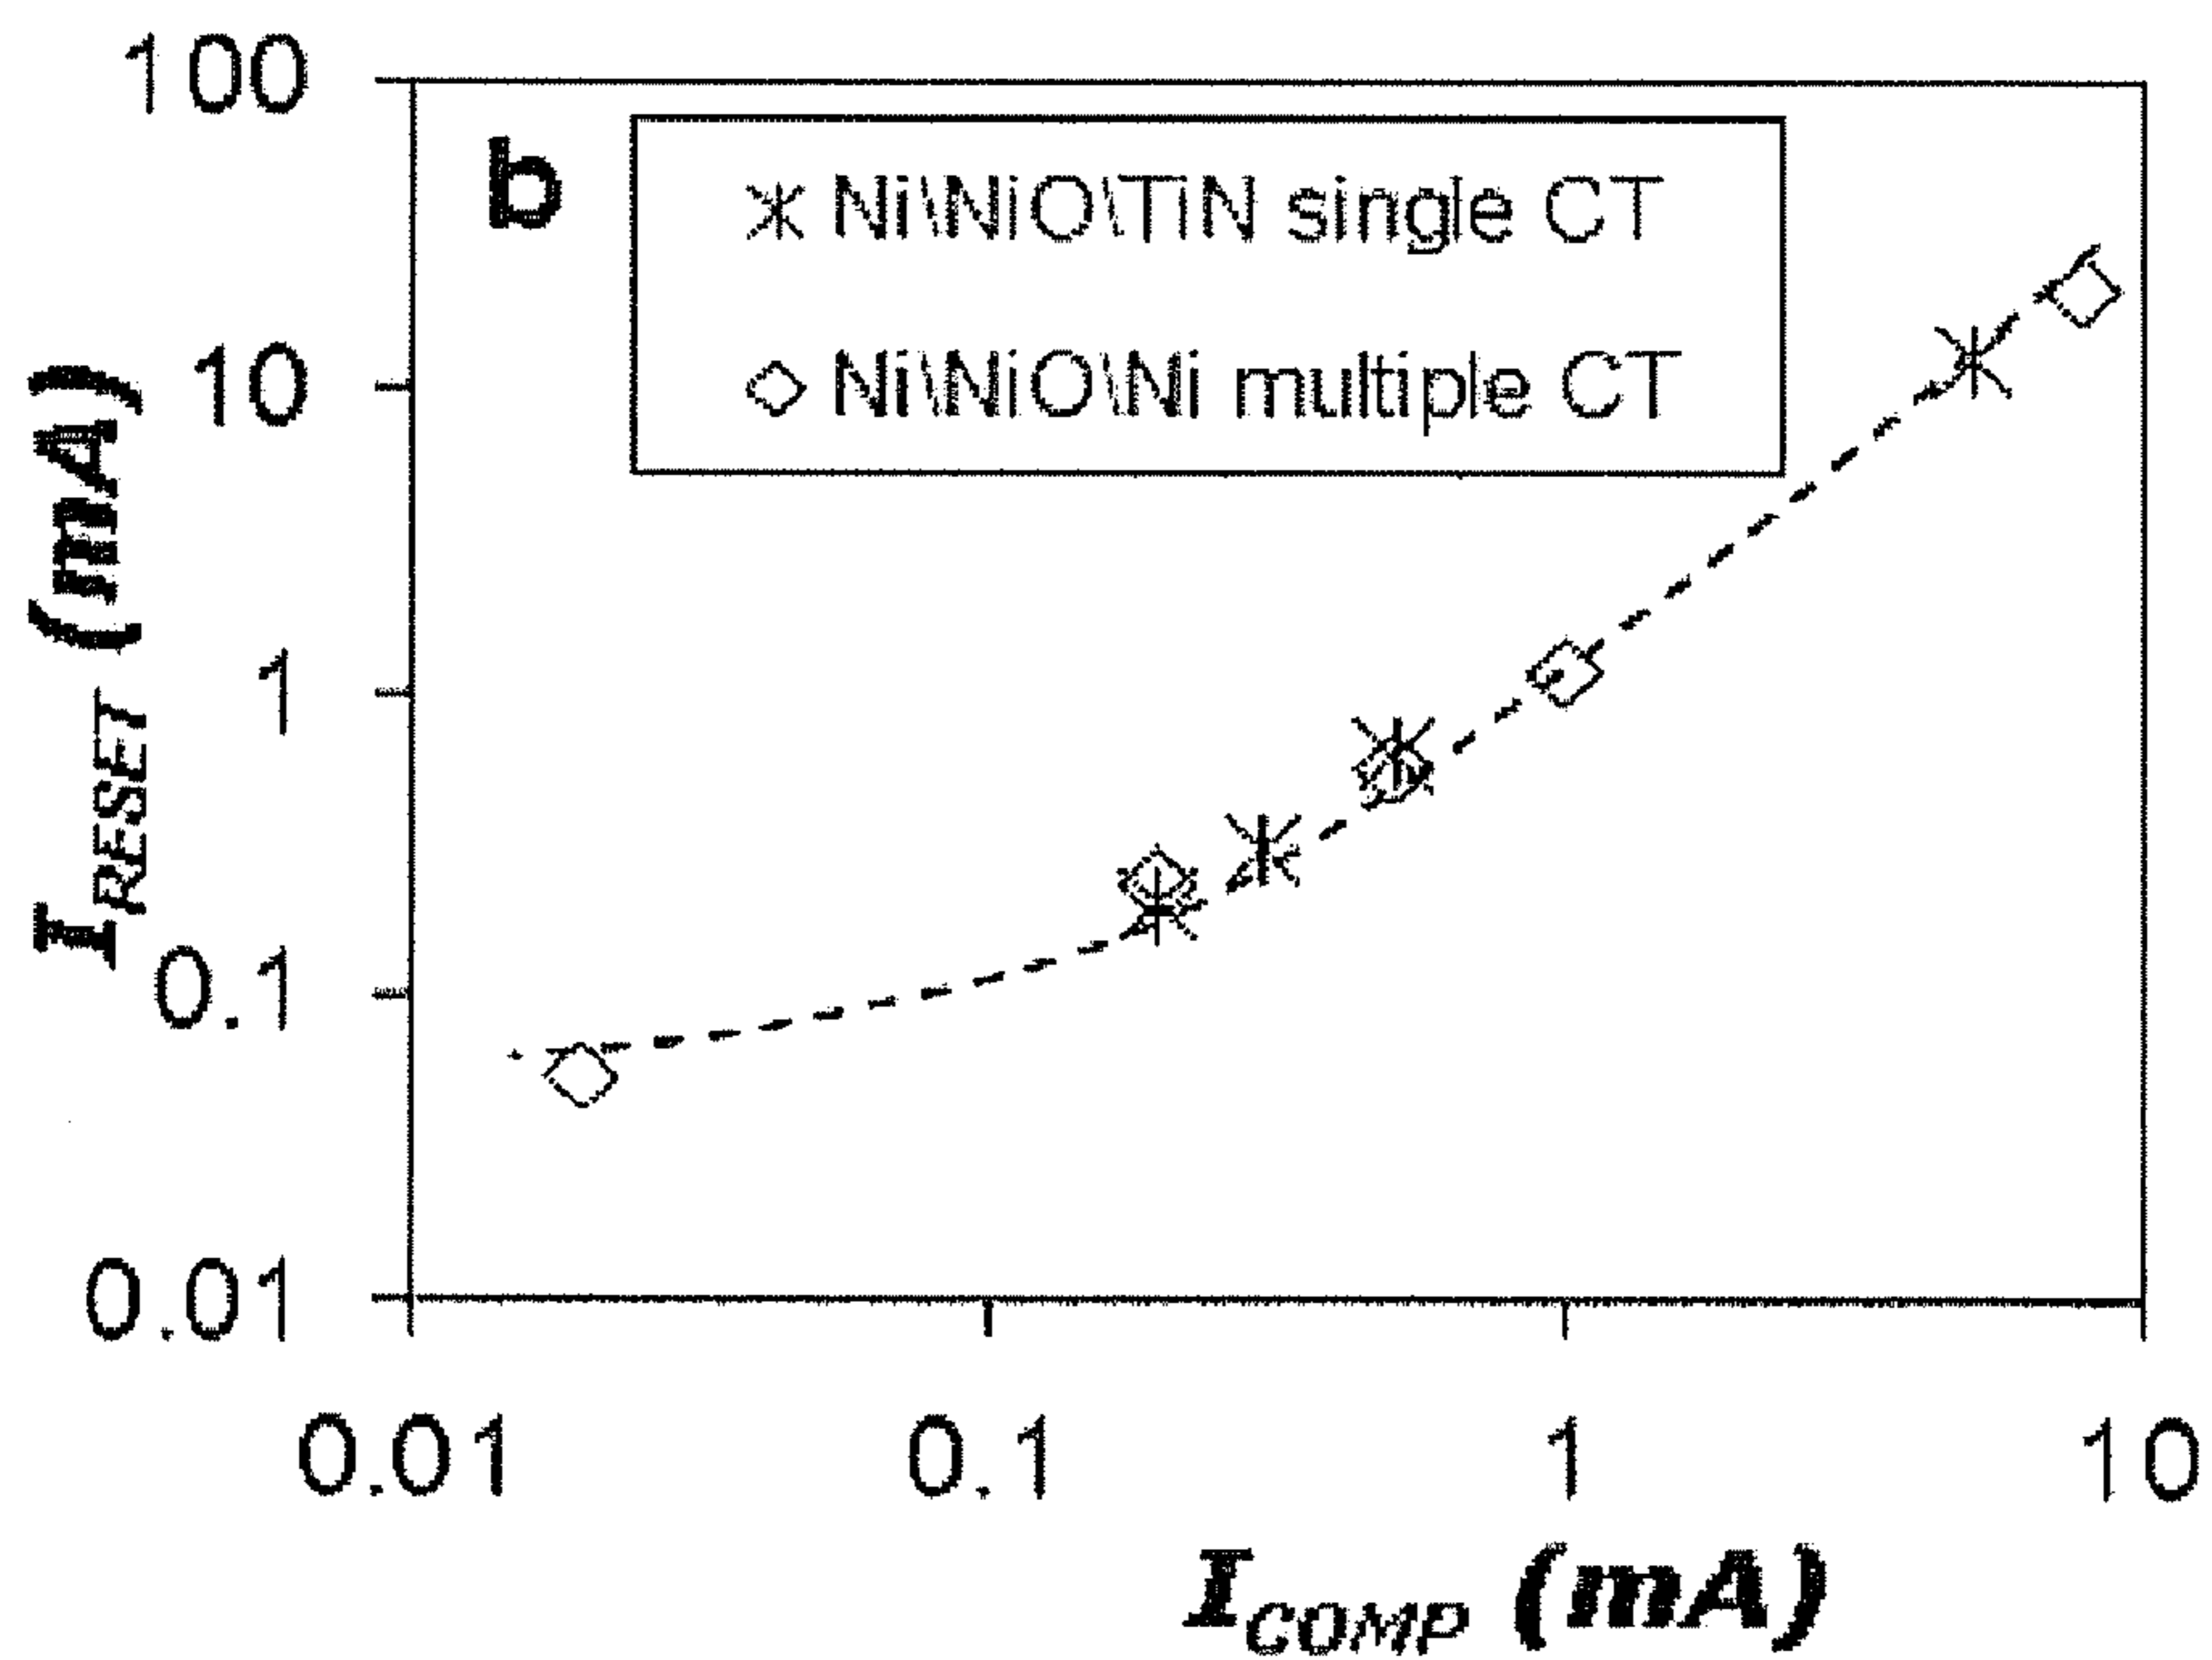 100
b
Ni\NiO\TiN single CT
Ni\NiO\Ni multiple CT
10
1
0.1
0.01
I_RESET (mA)
0.01 0.1 1 10
I_COMP (mA)